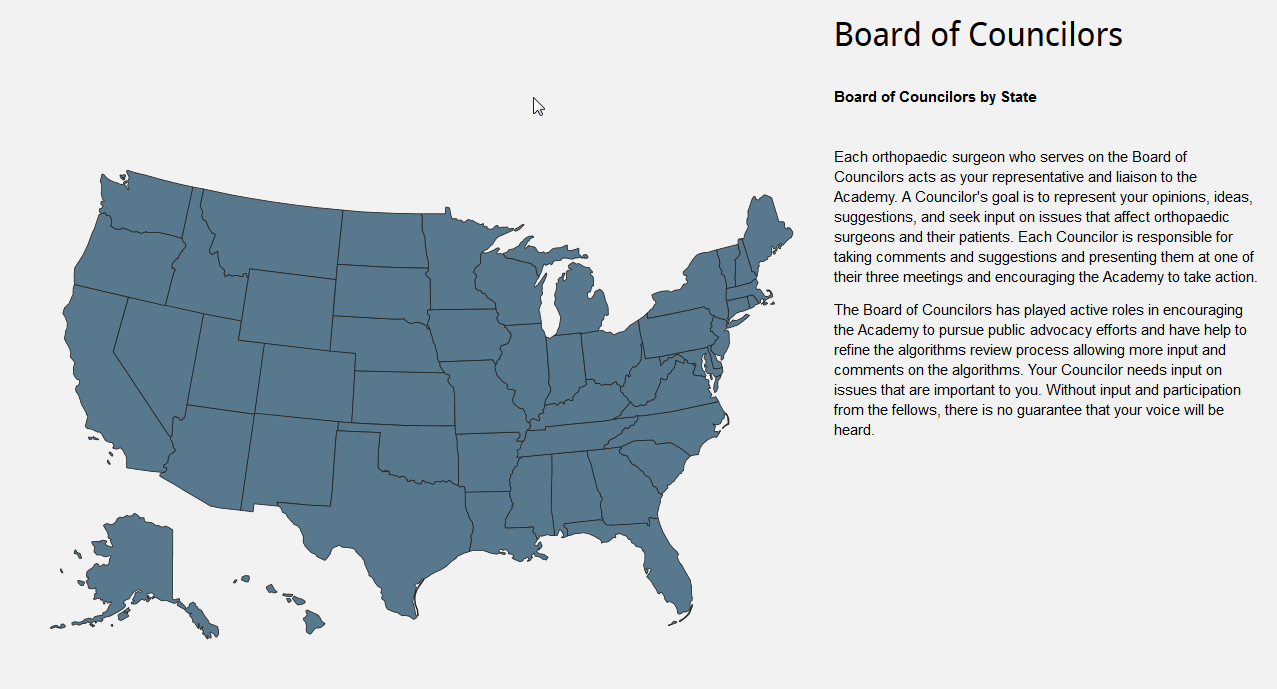 Board of Councilors
Board of Councilors by State
Each orthopaedic surgeon who serves on the Board of
Councilors acts as your representative and liaison to the
Academy. A Councilor's goal is to represent your opinions, ideas,
suggestions, and seek input on issues that affect orthopaedic
surgeons and their patients. Each Councilor is responsible for
taking comments and suggestions and presenting them at one of
their three meetings and encouraging the Academy to take action.
The Board of Councilors has played active roles in encouraging
the Academy to pursue public advocacy efforts and have help to
refine the algorithms review process allowing more input and
comments on the algorithms. Your Councilor needs input on
issues that are important to you. Without input and participation
from the fellows, there is no guarantee that your voice will be
heard.